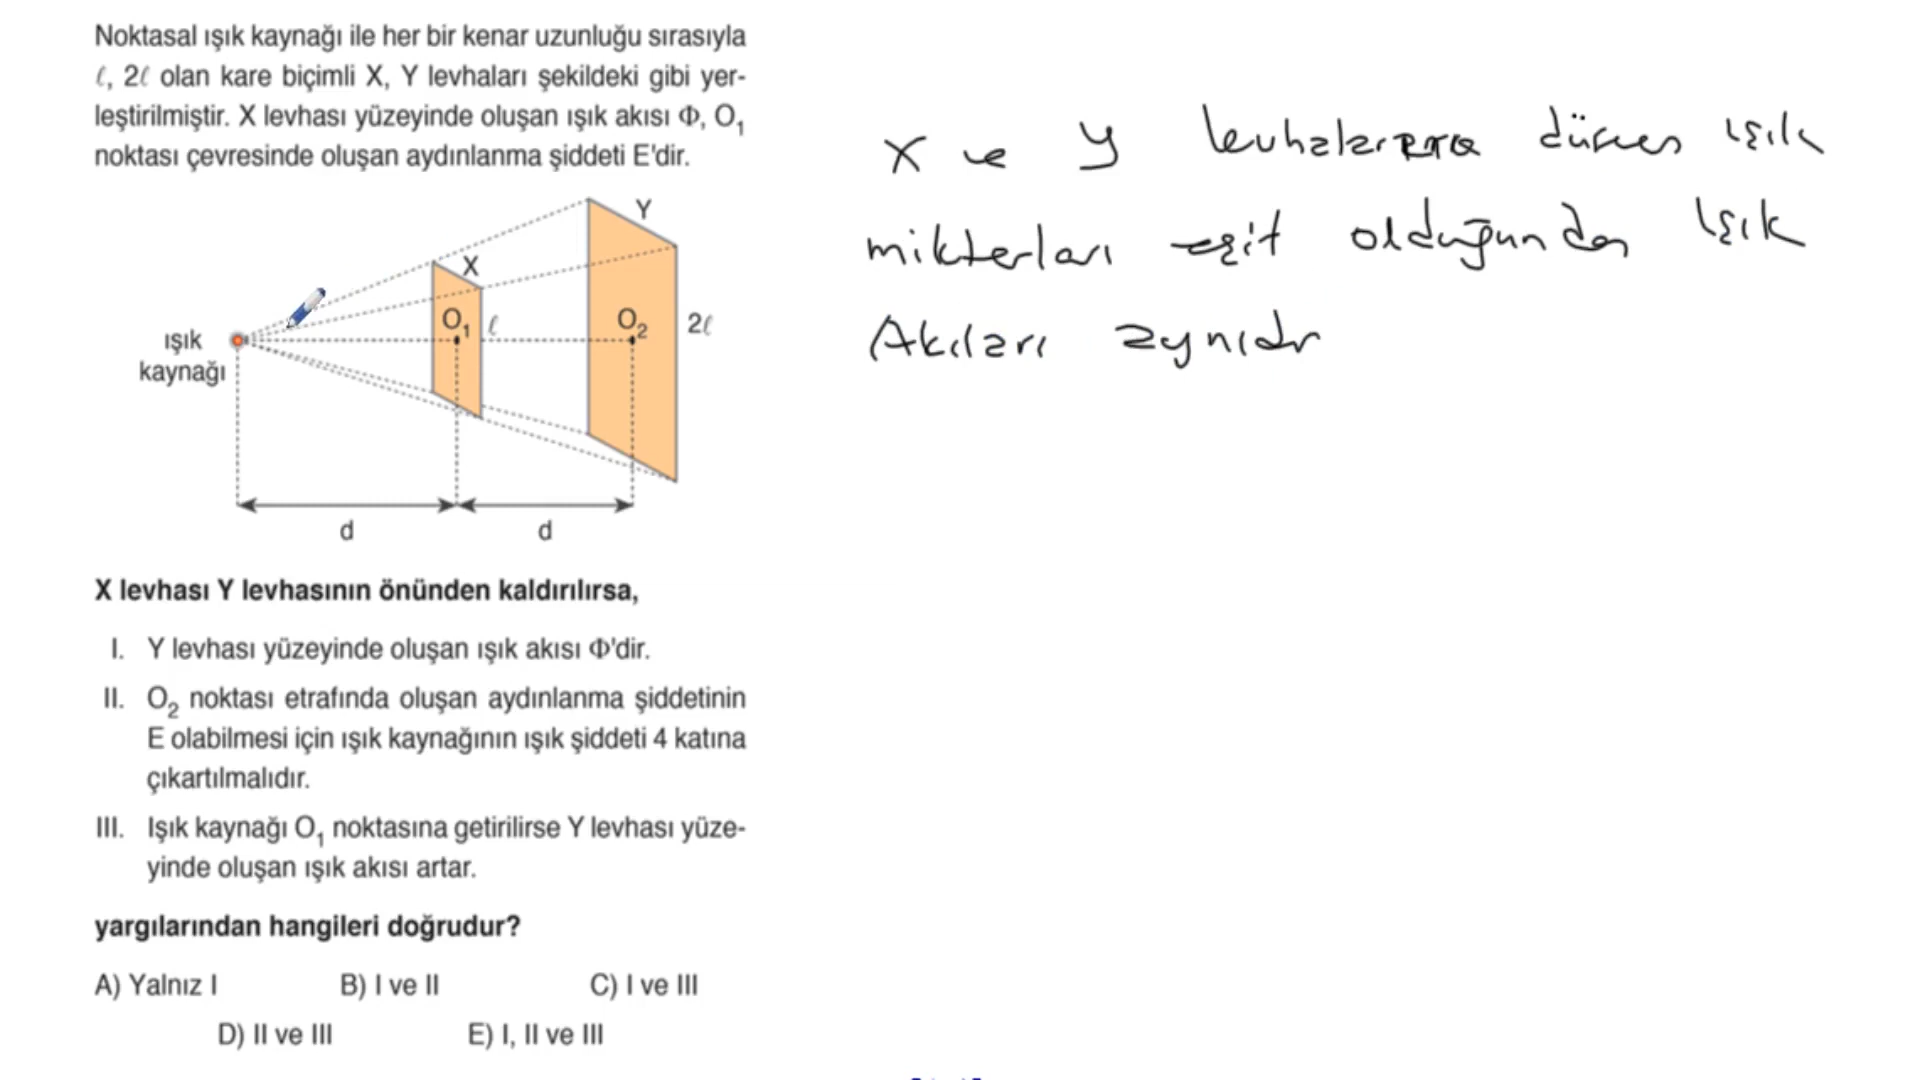 Noktasal ışık kaynağı ile her bir kenar uzunluğu sırasıyla
ℓ, 2ℓ olan kare biçimli X, Y levhaları şekildeki gibi yer-
leştirilmiştir. X levhası yüzeyinde oluşan ışık akısı Φ, O₁
noktası çevresinde oluşan aydınlanma şiddeti E'dir.
Y
X
O₁
ℓ
O₂
2ℓ
ışık
kaynağı
d
d
X levhası Y levhasının önünden kaldırılırsa,
I. Y levhası yüzeyinde oluşan ışık akısı Φ'dir.
II. O₂ noktası etrafında oluşan aydınlanma şiddetinin
E olabilmesi için ışık kaynağının ışık şiddeti 4 katına
çıkartılmalıdır.
III. Işık kaynağı O₁ noktasına getirilirse Y levhası yüze-
yinde oluşan ışık akısı artar.
yargılarından hangileri doğrudur?
A) Yalnız I B) I ve II C) I ve III
D) II ve III E) I, II ve III
X ve Y düşen ışık
eşit olduğundan Işık
Akıları aynıdır